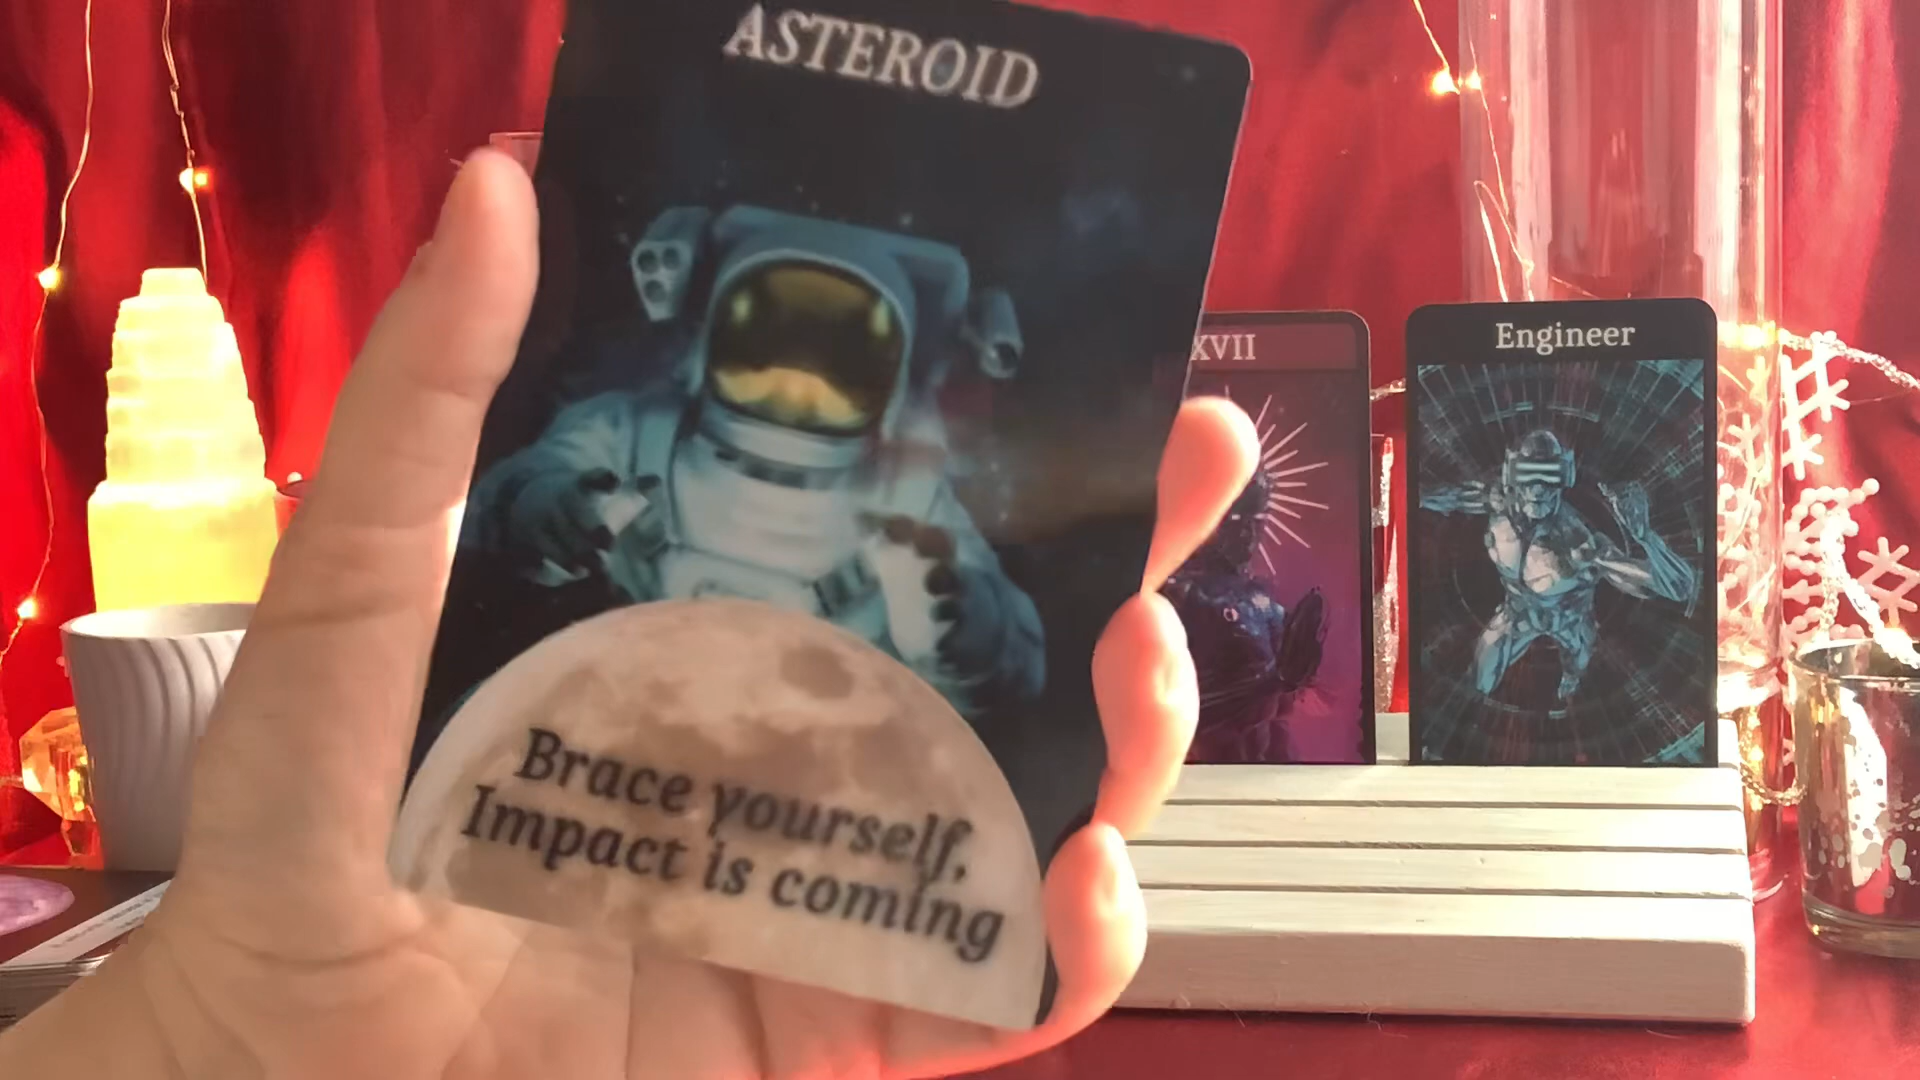 ASTEROID
Brace yourself,
Impact is coming
XVII
Engineer